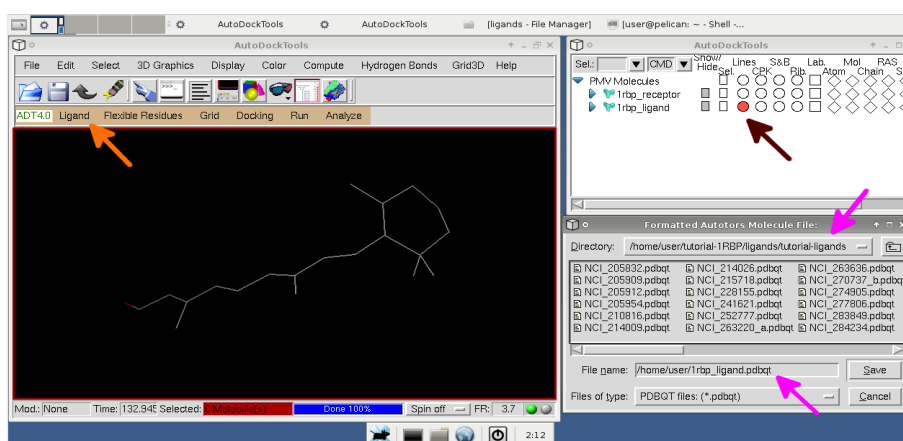 AutoDockTools AutoDockTools [ligands - File Manager] [user@pelican: ~ - Shell -...
AutoDockTools
File Edit Select 3D Graphics Display Color Compute Hydrogen Bonds Grid3D Help
ADT4.0 Ligand Flexible Residues Grid Docking Run Analyze
Mod.: None Time: 132.945 Selected: 0 Molecule(s) Done 100% Spin off FR: 3.7
AutoDockTools
Sel.: CMD Show/ Hide Sel. Lines CPK S&B Rib. Lab. Atom Mol Chain RAS
PMV Molecules
1rbp_receptor
1rbp_ligand
Formatted Autotors Molecule File:
Directory: /home/user/tutorial-1RBP/ligands/tutorial-ligands
NCI_205832.pdbqt NCI_214026.pdbqt NCI_263636.pdbqt
NCI_205909.pdbqt NCI_215718.pdbqt NCI_270737_b.pdbqt
NCI_205912.pdbqt NCI_228155.pdbqt NCI_274905.pdbqt
NCI_205954.pdbqt NCI_241621.pdbqt NCI_277806.pdbqt
NCI_210816.pdbqt NCI_252777.pdbqt NCI_283849.pdbqt
NCI_214009.pdbqt NCI_263220_a.pdbqt NCI_284234.pdbqt
File name: /home/user/1rbp_ligand.pdbqt Save
Files of type: PDBQT files: (*.pdbqt) Cancel
2:12